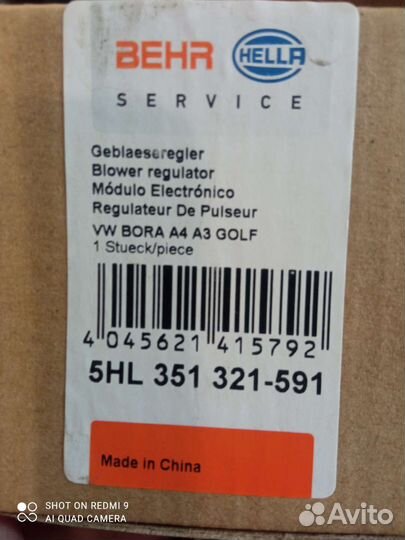 BEHR HELLA
SERVICE
Geblaeseregler
Blower regulator
Módulo Electrónico
Regulateur De Pulseur
VW BORA A4 A3 GOLF
1 Stueck/piece
4 045621 415792
5HL 351 321-591
Made in China
SHOT ON REDMI 9
AI QUAD CAMERA
Avito